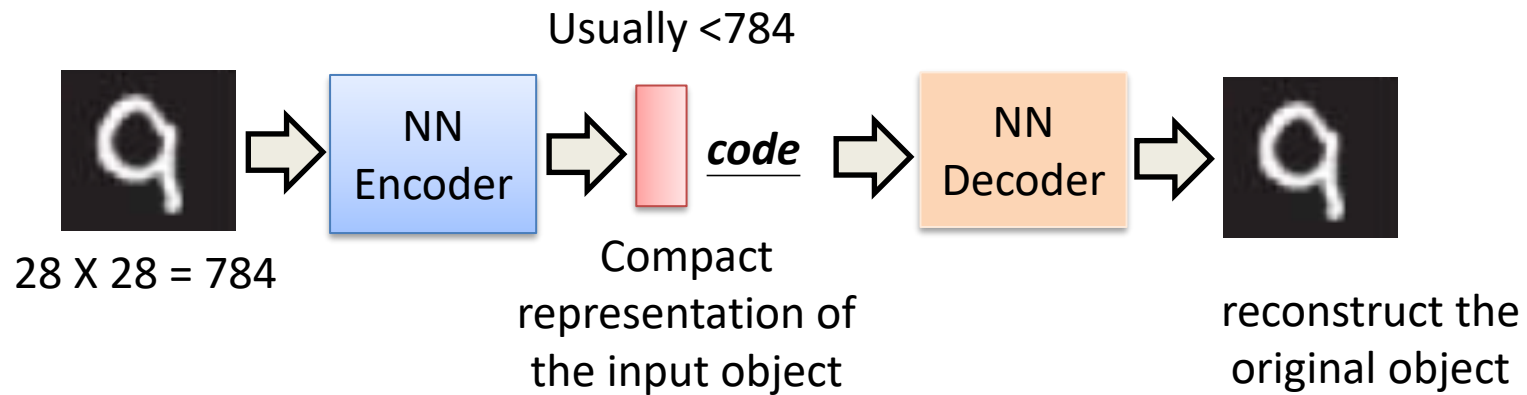 Usually <784
NN
Encoder
code
NN
Decoder
28 X 28 = 784
Compact
representation of
the input object
reconstruct the
original object